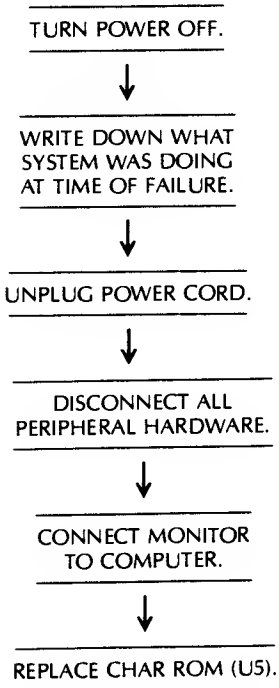 TURN POWER OFF.
WRITE DOWN WHAT
SYSTEM WAS DOING
AT TIME OF FAILURE.
UNPLUG POWER CORD.
DISCONNECT ALL
PERIPHERAL HARDWARE.
CONNECT MONITOR
TO COMPUTER.
REPLACE CHAR ROM (U5).